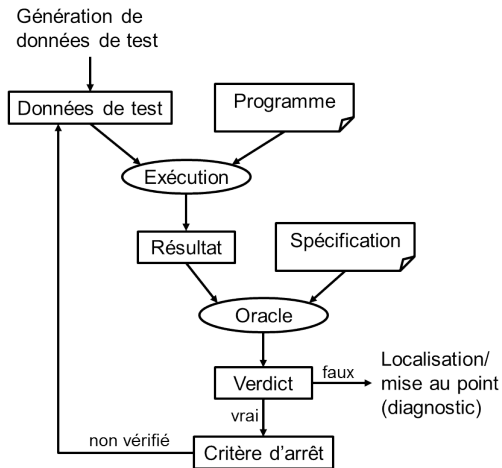 Génération de
données de test
Données de test
Programme
Exécution
Résultat
Spécification
Oracle
Verdict
faux
Localisation/
mise au point
(diagnostic)
vrai
non vérifié
Critère d'arrêt